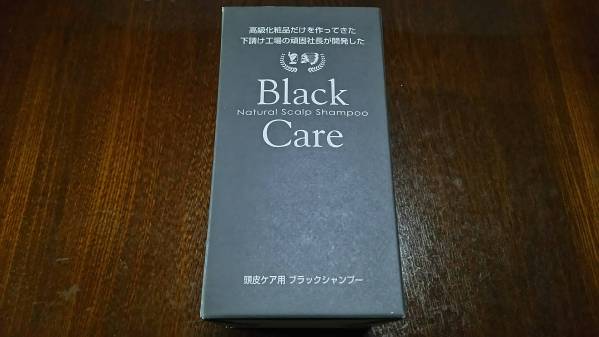 高級化粧品だけを作ってきた
下請け工場の頑固社長が開発した
Black
Natural Scalp Shampoo
Care
頭皮ケア用 ブラックシャンプー